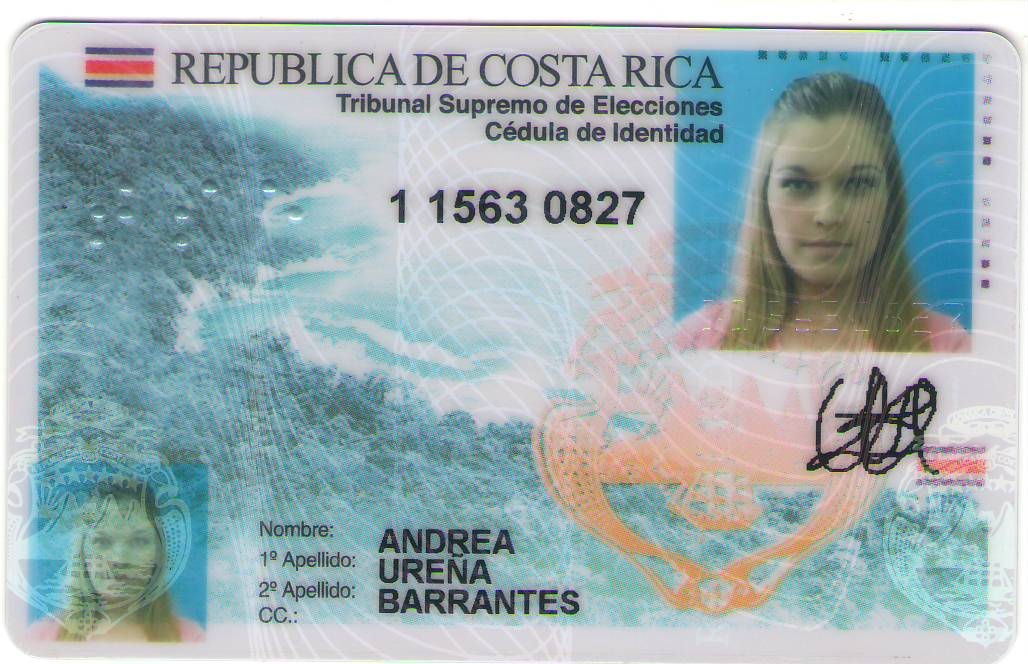 REPUBLICA DE COSTA RICA
Tribunal Supremo de Elecciones
Cédula de Identidad
1 1563 0827
Nombre: ANDREA
1º Apellido: UREÑA
2º Apellido: BARRANTES
CC.: